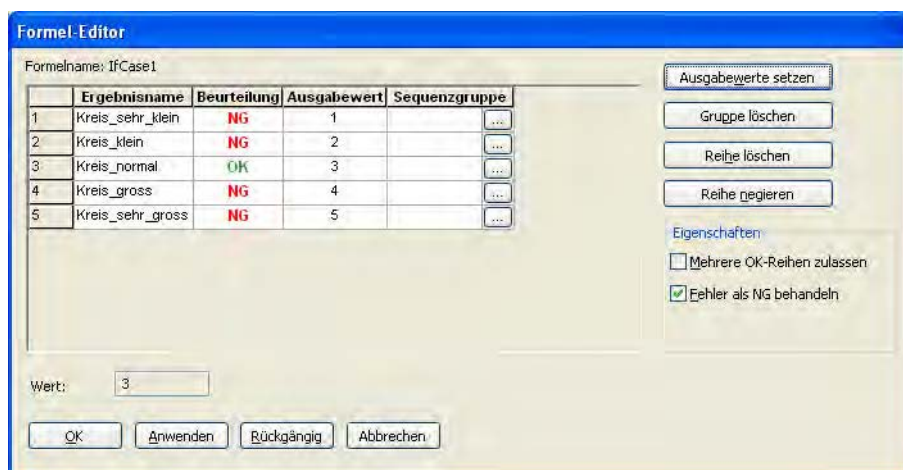 Formel-Editor
Formelname: IfCase1
Ergebnisname Beurteilung Ausgabewert Sequenzgruppe
1 Kreis_sehr_klein NG 1 ...
2 Kreis_klein NG 2 ...
3 Kreis_normal OK 3 ...
4 Kreis_gross NG 4 ...
5 Kreis_sehr_gross NG 5 ...
Ausgabewerte setzen
Gruppe löschen
Reihe löschen
Reihe negieren
Eigenschaften
Mehrere OK-Reihen zulassen
Fehler als NG behandeln
Wert: 3
OK Anwenden Rückgängig Abbrechen